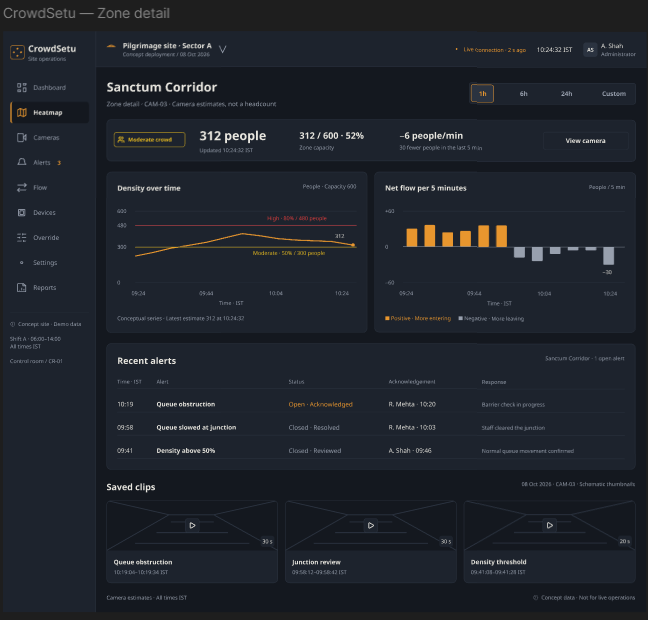 CrowdSetu — Zone detail
CrowdSetu
Site operations
Pilgrimage site · Sector A
Concept deployment / 08 Oct 2026
Live connection · 2 s ago
10:24:32 IST
AS
A. Shah
Administrator
Dashboard
Heatmap
Cameras
Alerts 3
Flow
Devices
Override
Settings
Reports
Concept site · Demo data
Shift A · 06:00–14:00
All times IST
Control room / CR-01
Sanctum Corridor
Zone detail · CAM-03 · Camera estimates, not a headcount
1h 6h 24h Custom
Moderate crowd
312 people
Updated 10:24:32 IST
312 / 600 · 52%
Zone capacity
−6 people/min
30 fewer people in the last 5 min
View camera
Density over time
People · Capacity 600
600
480
300
0
High · 80% / 480 people
312
Moderate · 50% / 300 people
09:24 09:44 10:04 10:24
Time · IST
Conceptual series · Latest estimate 312 at 10:24:32
Net flow per 5 minutes
People / 5 min
+60
0
−60
−30
09:24 09:44 10:04 10:24
Time · IST
Positive · More entering
Negative · More leaving
Recent alerts
Sanctum Corridor · 1 open alert
Time · IST Alert Status Acknowledgement Response
10:19 Queue obstruction Open · Acknowledged R. Mehta · 10:20 Barrier check in progress
09:58 Queue slowed at junction Closed · Resolved R. Mehta · 10:03 Staff cleared the junction
09:41 Density above 50% Closed · Reviewed A. Shah · 09:46 Normal queue movement confirmed
Saved clips
08 Oct 2026 · CAM-03 · Schematic thumbnails
30 s
Queue obstruction
10:19:04–10:19:34 IST
30 s
Junction review
09:58:12–09:58:42 IST
20 s
Density threshold
09:41:08–09:41:28 IST
Camera estimates · All times IST
Concept data · Not for live operations